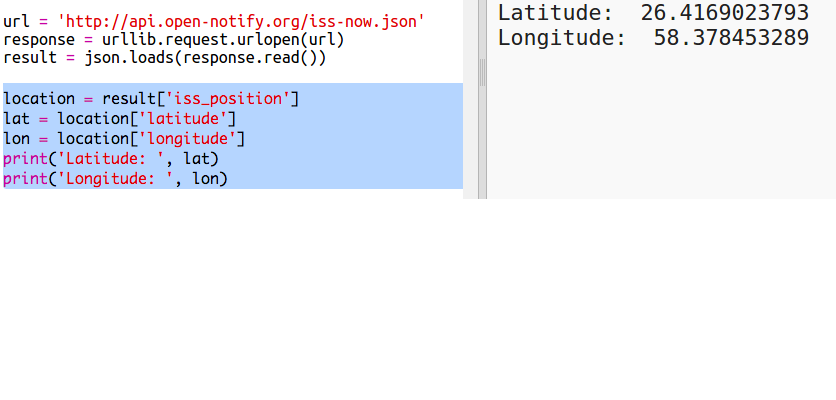 url = 'http://api.open-notify.org/iss-now.json'
response = urllib.request.urlopen(url)
result = json.loads(response.read())
location = result['iss_position']
lat = location['latitude']
lon = location['longitude']
print('Latitude: ', lat)
print('Longitude: ', lon)
Latitude:  26.4169023793
Longitude:  58.378453289